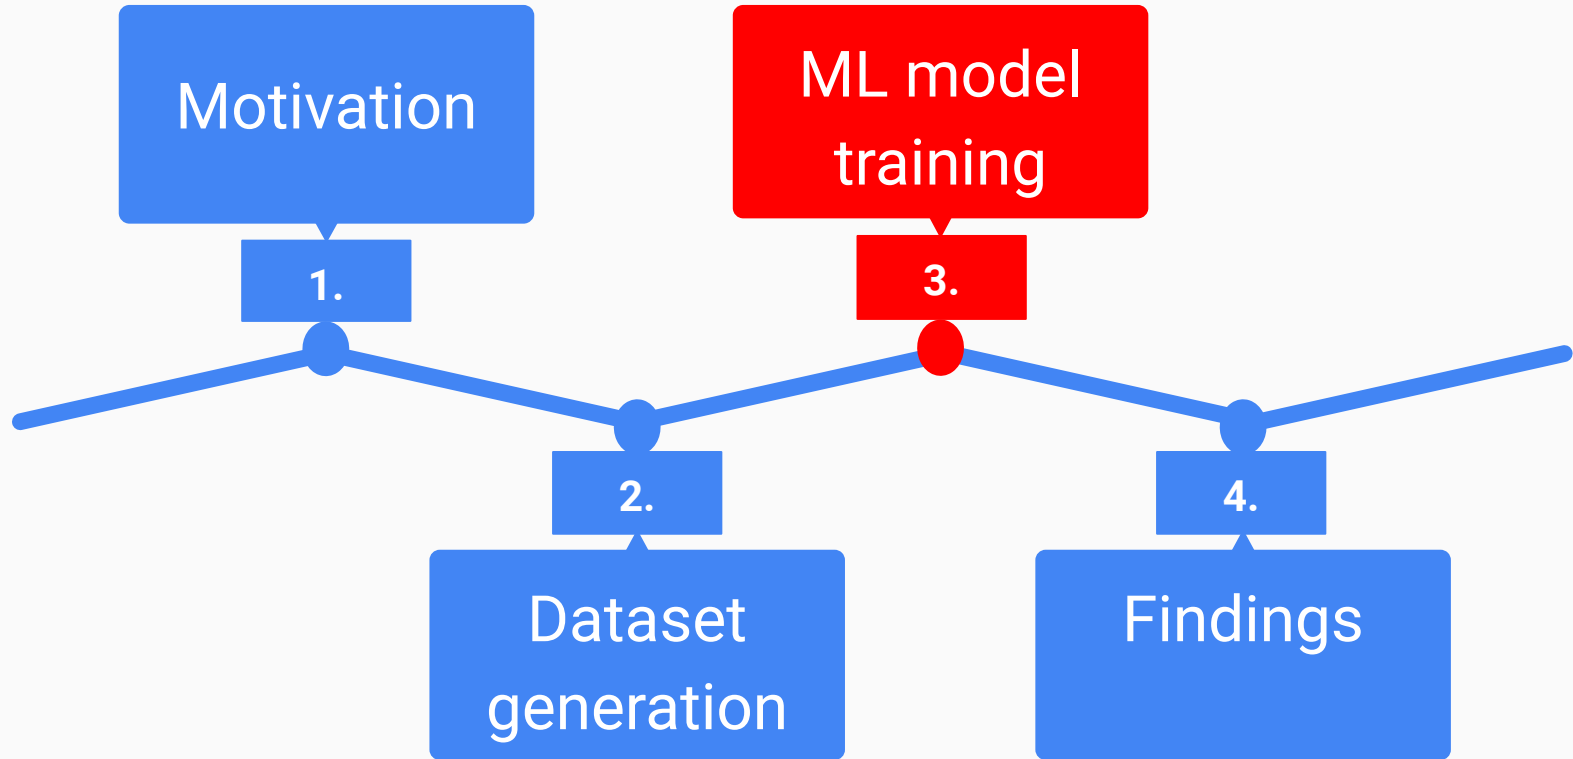 Motivation
1.
2.
Dataset
generation
ML model
training
3.
4.
Findings